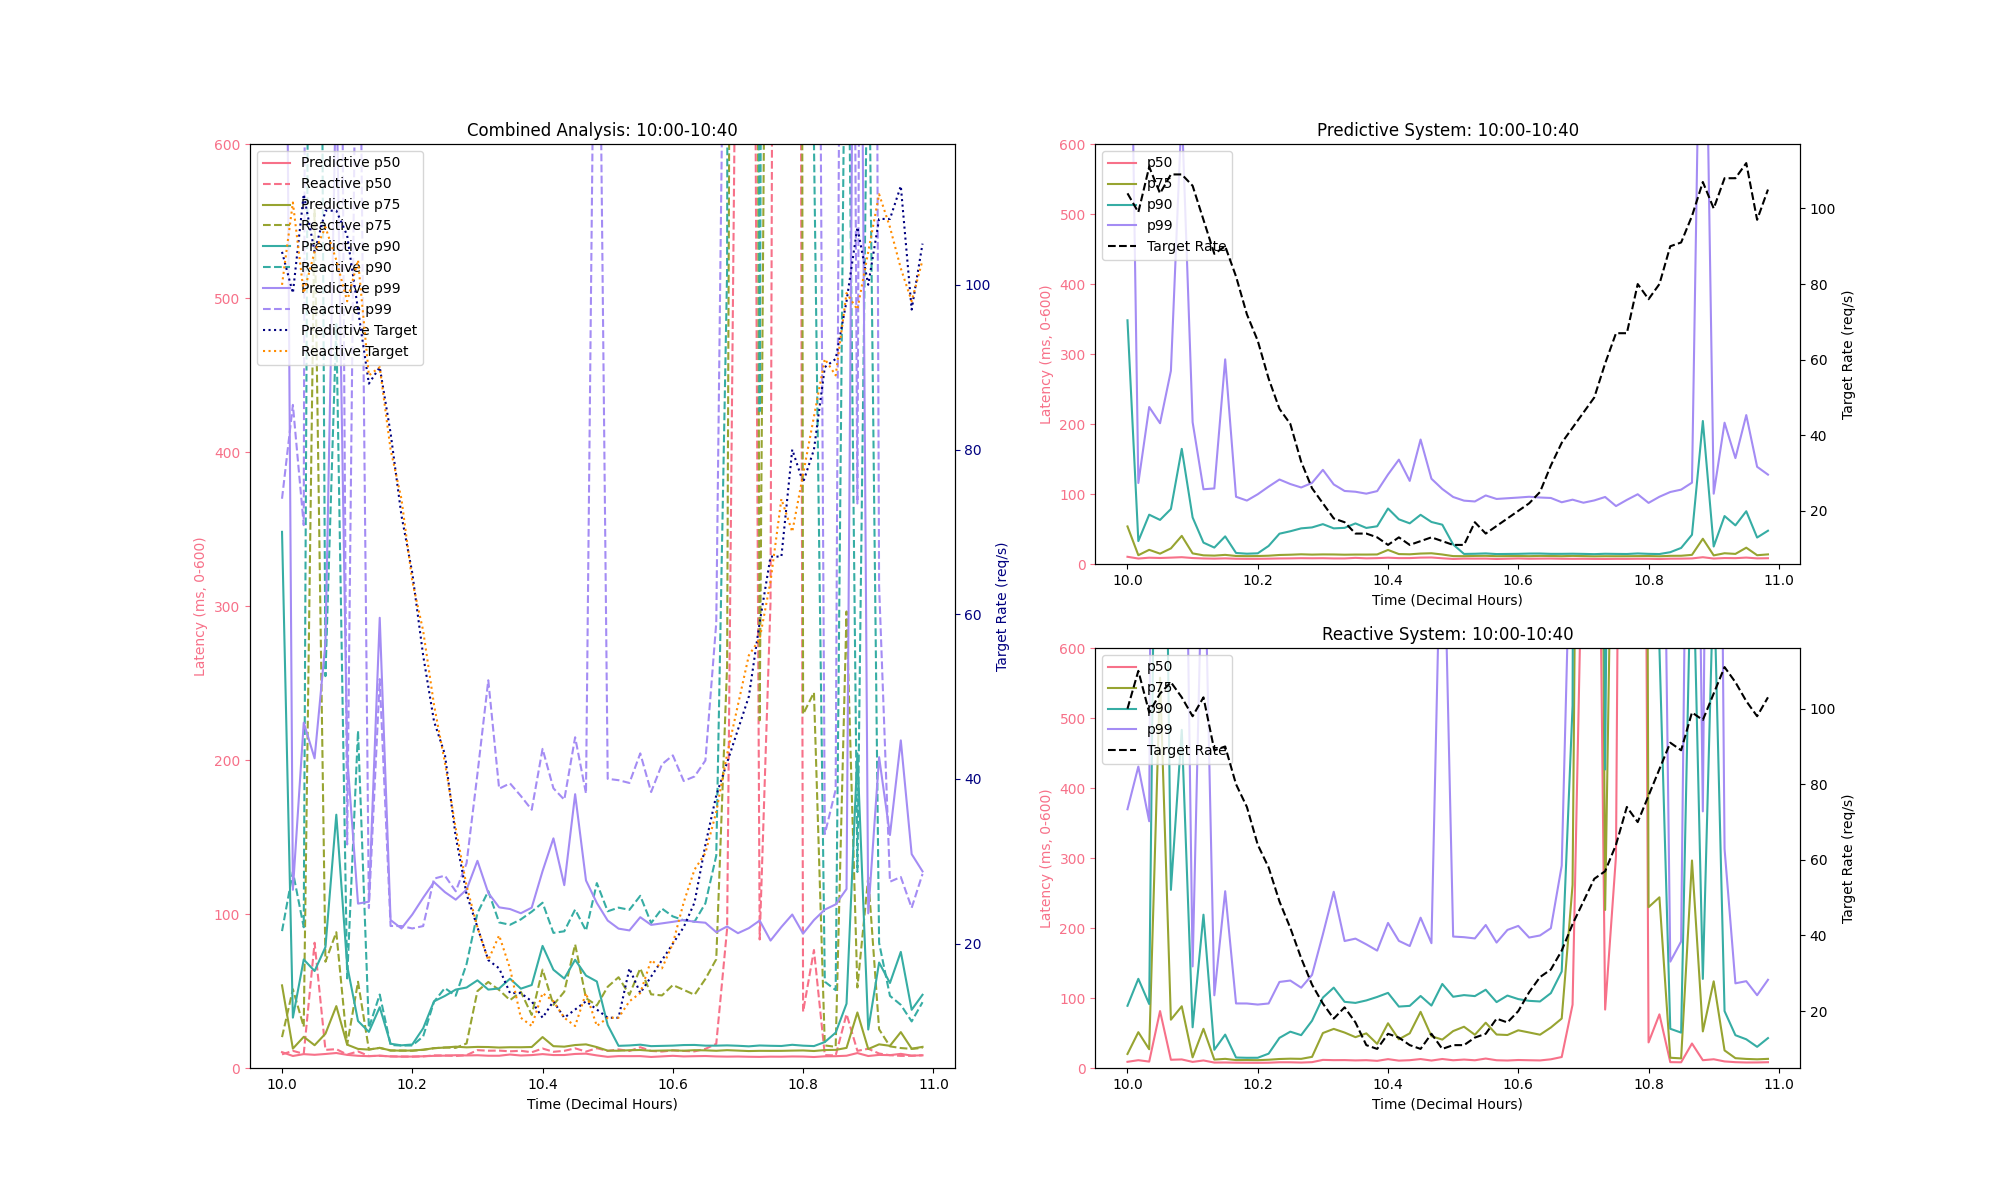 Combined Analysis: 10:00-10:40
600
500
400
300
200
100
0
Latency (ms, 0-600)
Predictive p50
Reactive p50
Predictive p75
Reactive p75
Predictive p90
Reactive p90
Predictive p99
Reactive p99
Predictive Target
Reactive Target
100
80
60
40
20
Target Rate (req/s)
10.0 10.2 10.4 10.6 10.8 11.0
Time (Decimal Hours)
Predictive System: 10:00-10:40
600
500
400
300
200
100
0
Latency (ms, 0-600)
p50
p75
p90
p99
Target Rate
100
80
60
40
20
Target Rate (req/s)
10.0 10.2 10.4 10.6 10.8 11.0
Time (Decimal Hours)
Reactive System: 10:00-10:40
600
500
400
300
200
100
0
Latency (ms, 0-600)
p50
p75
p90
p99
Target Rate
100
80
60
40
20
Target Rate (req/s)
10.0 10.2 10.4 10.6 10.8 11.0
Time (Decimal Hours)